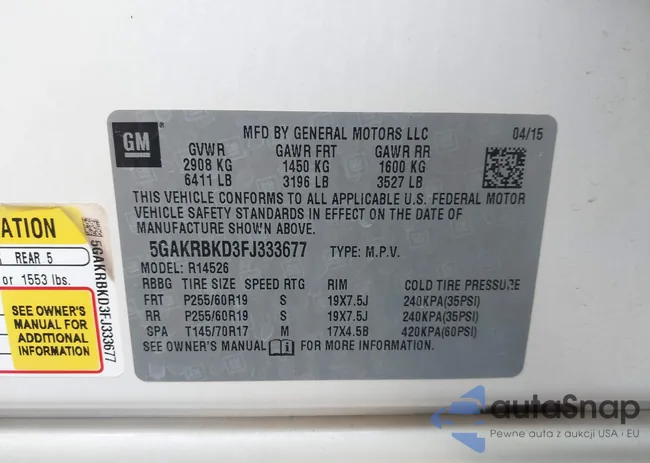 GM
MFD BY GENERAL MOTORS LLC 04/15
GVWR GAWR FRT GAWR RR
2908 KG 1450 KG 1600 KG
6411 LB 3196 LB 3527 LB
THIS VEHICLE CONFORMS TO ALL APPLICABLE U.S. FEDERAL MOTOR
VEHICLE SAFETY STANDARDS IN EFFECT ON THE DATE OF
MANUFACTURE SHOWN ABOVE.
5GAKRBKD3FJ333677 TYPE: M.P.V.
MODEL: R14526
RBBG TIRE SIZE SPEED RTG RIM COLD TIRE PRESSURE
FRT P255/60R19 S 19X7.5J 240KPA(35PSI)
RR P255/60R19 S 19X7.5J 240KPA(35PSI)
SPA T145/70R17 M 17X4.5B 420KPA(60PSI)
SEE OWNER'S MANUAL FOR MORE INFORMATION.
ATION
REAR 5
or 1553 lbs.
SEE OWNER'S
MANUAL FOR
ADDITIONAL
INFORMATION
5GAKRBKD3FJ333677
autoSnap
Pewne auta z aukcji USA i EU